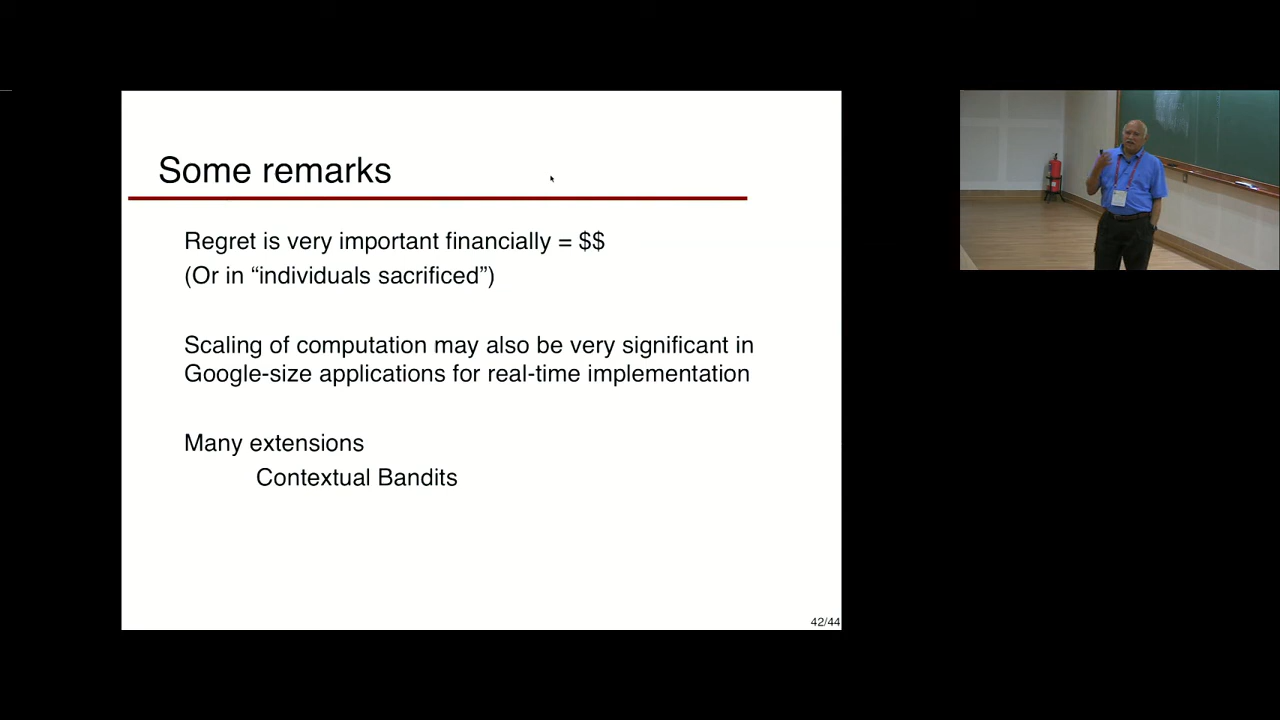 Some remarks
Regret is very important financially = $$
(Or in “individuals sacrificed”)
Scaling of computation may also be very significant in
Google-size applications for real-time implementation
Many extensions
Contextual Bandits
42/44